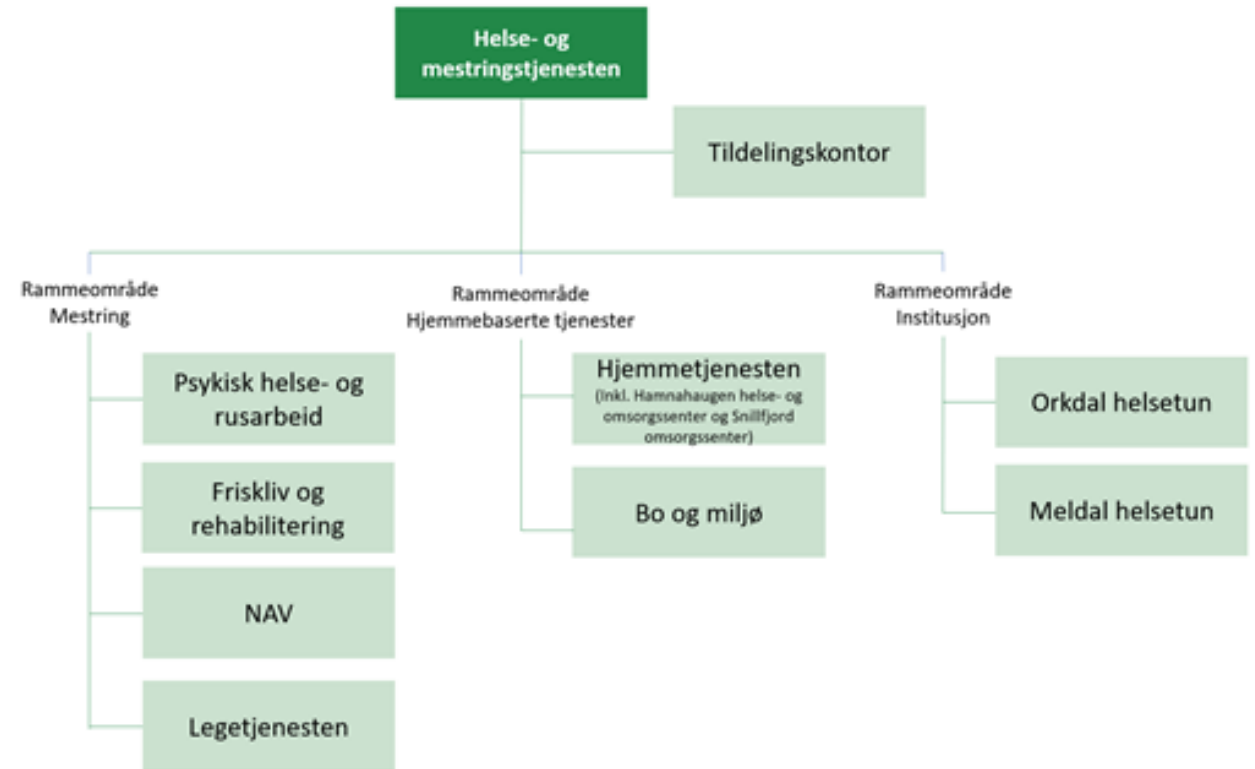 Helse- og
mestringstjenesten
Tildelingskontor
Rammeområde
Mestring
Psykisk helse- og
rusarbeid
Friskliv og
rehabilitering
NAV
Legetjenesten
Rammeområde
Hjemmebaserte tjenester
Hjemmetjenesten
(Inkl. Hamnahaugen helse- og
omsorgssenter og Snillfjord
omsorgssenter)
Bo og miljø
Rammeområde
Institusjon
Orkdal helsetun
Meldal helsetun